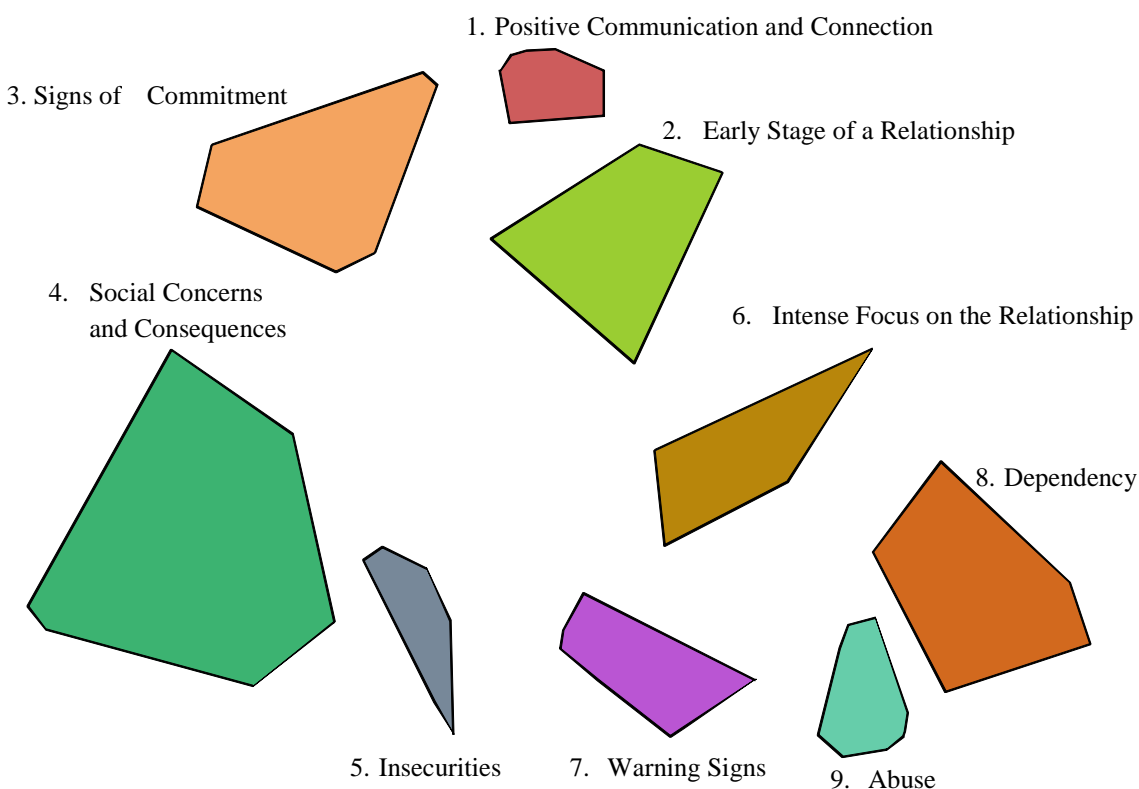 1. Positive Communication and Connection
2. Early Stage of a Relationship
3. Signs of Commitment
4. Social Concerns
and Consequences
5. Insecurities
6. Intense Focus on the Relationship
7. Warning Signs
8. Dependency
9. Abuse